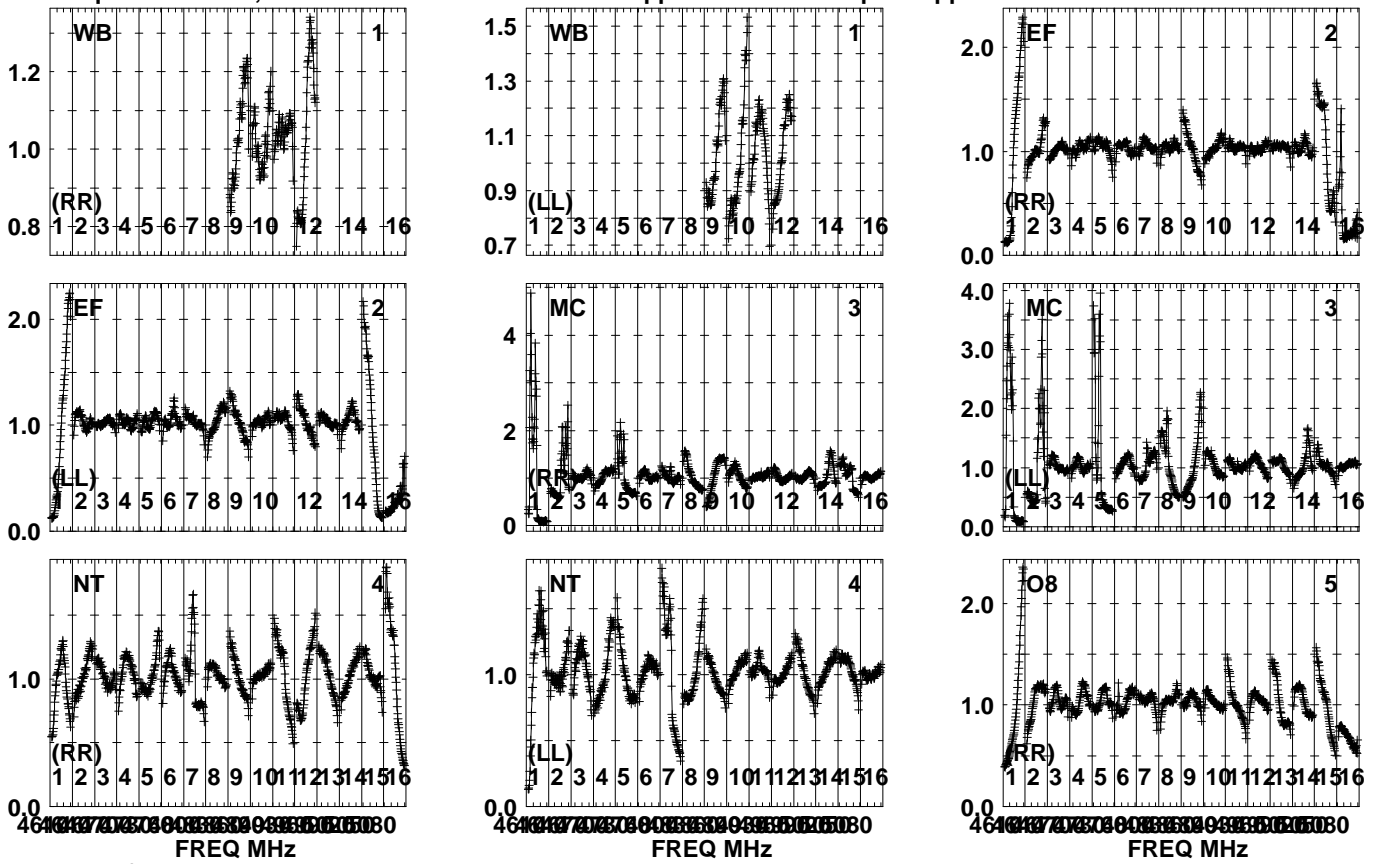 WB 1
1.2
1.0
(RR)
0.8
1 2 3 4 5 6 7 8 9 10 12 14 16
WB 1
1.5
1.3
1.1
0.9
(LL)
0.7
1 2 3 4 5 6 7 8 9 10 12 14 16
EF 2
2.0
1.0
(RR)
0.0
1 2 3 4 5 6 7 8 9 10 12 14 16
EF 2
2.0
1.0
(LL)
0.0
1 2 3 4 5 6 7 8 9 10 12 14 16
MC 3
4
2
(RR)
0
1 2 3 4 5 6 7 8 9 10 12 14 16
MC 3
4.0
3.0
2.0
1.0
(LL)
0.0
1 2 3 4 5 6 7 8 9 10 12 14 16
NT 4
1.0
(RR)
0.0
1 2 3 4 5 6 7 8 9 10 11 12 13 14 15 16
FREQ MHz
NT 4
1.0
(LL)
0.0
1 2 3 4 5 6 7 8 9 10 11 12 13 14 15 16
FREQ MHz
O8 5
2.0
1.0
(RR)
0.0
1 2 3 4 5 6 7 8 9 10 11 12 13 14 15 16
FREQ MHz